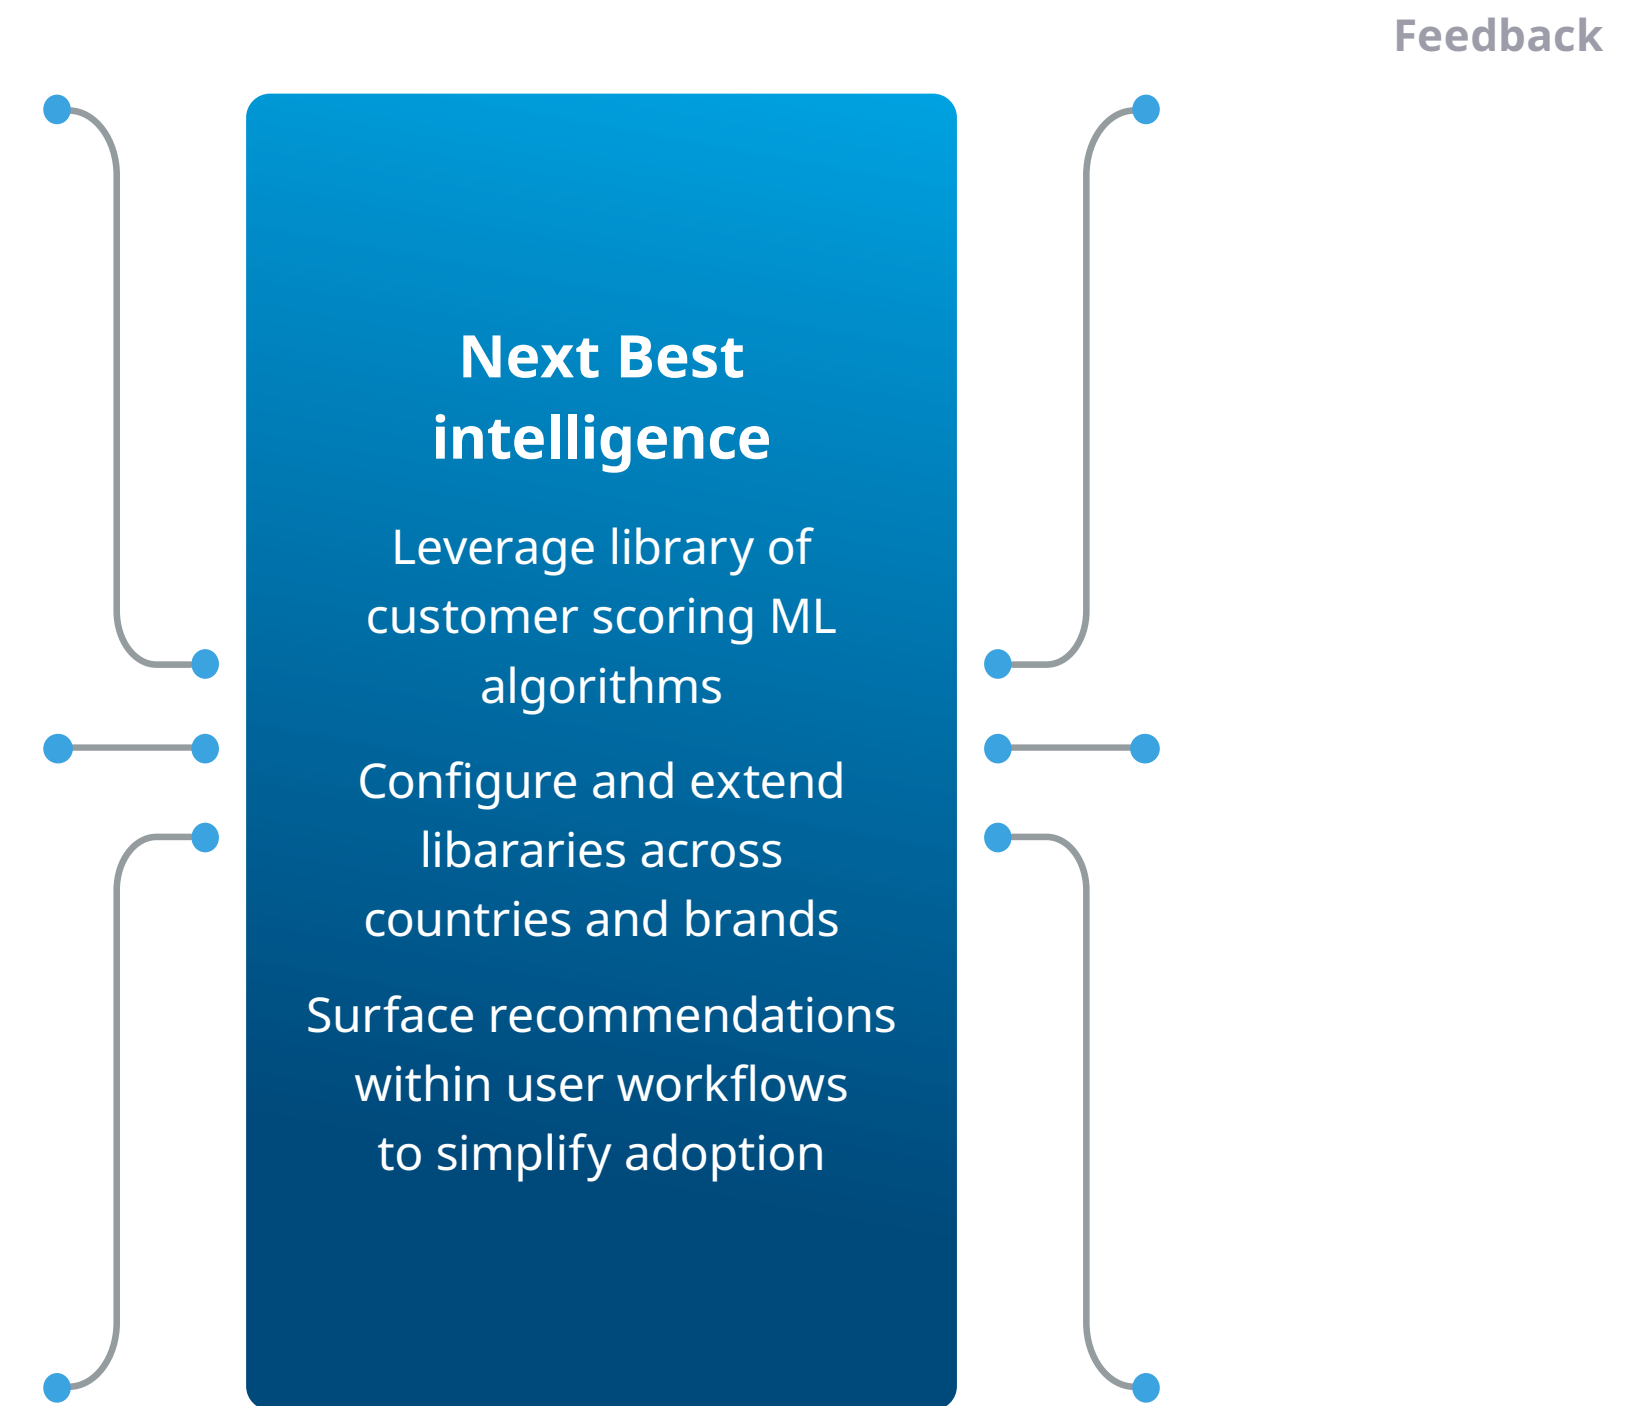 Feedback
Next Best
intelligence
Leverage library of
customer scoring ML
algorithms
Configure and extend
libararies across
countries and brands
Surface recommendations
within user workflows
to simplify adoption